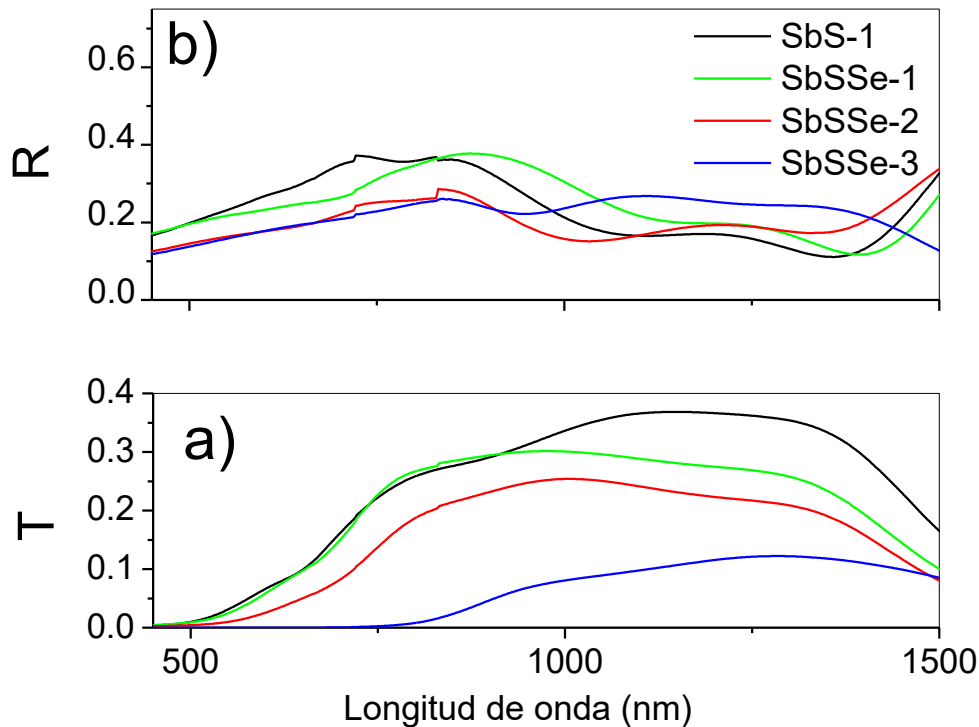 b)
SbS-1
SbSSe-1
SbSSe-2
SbSSe-3
R
0.6
0.4
0.2
0.0
a)
T
0.4
0.3
0.2
0.1
0.0
500 1000 1500
Longitud de onda (nm)